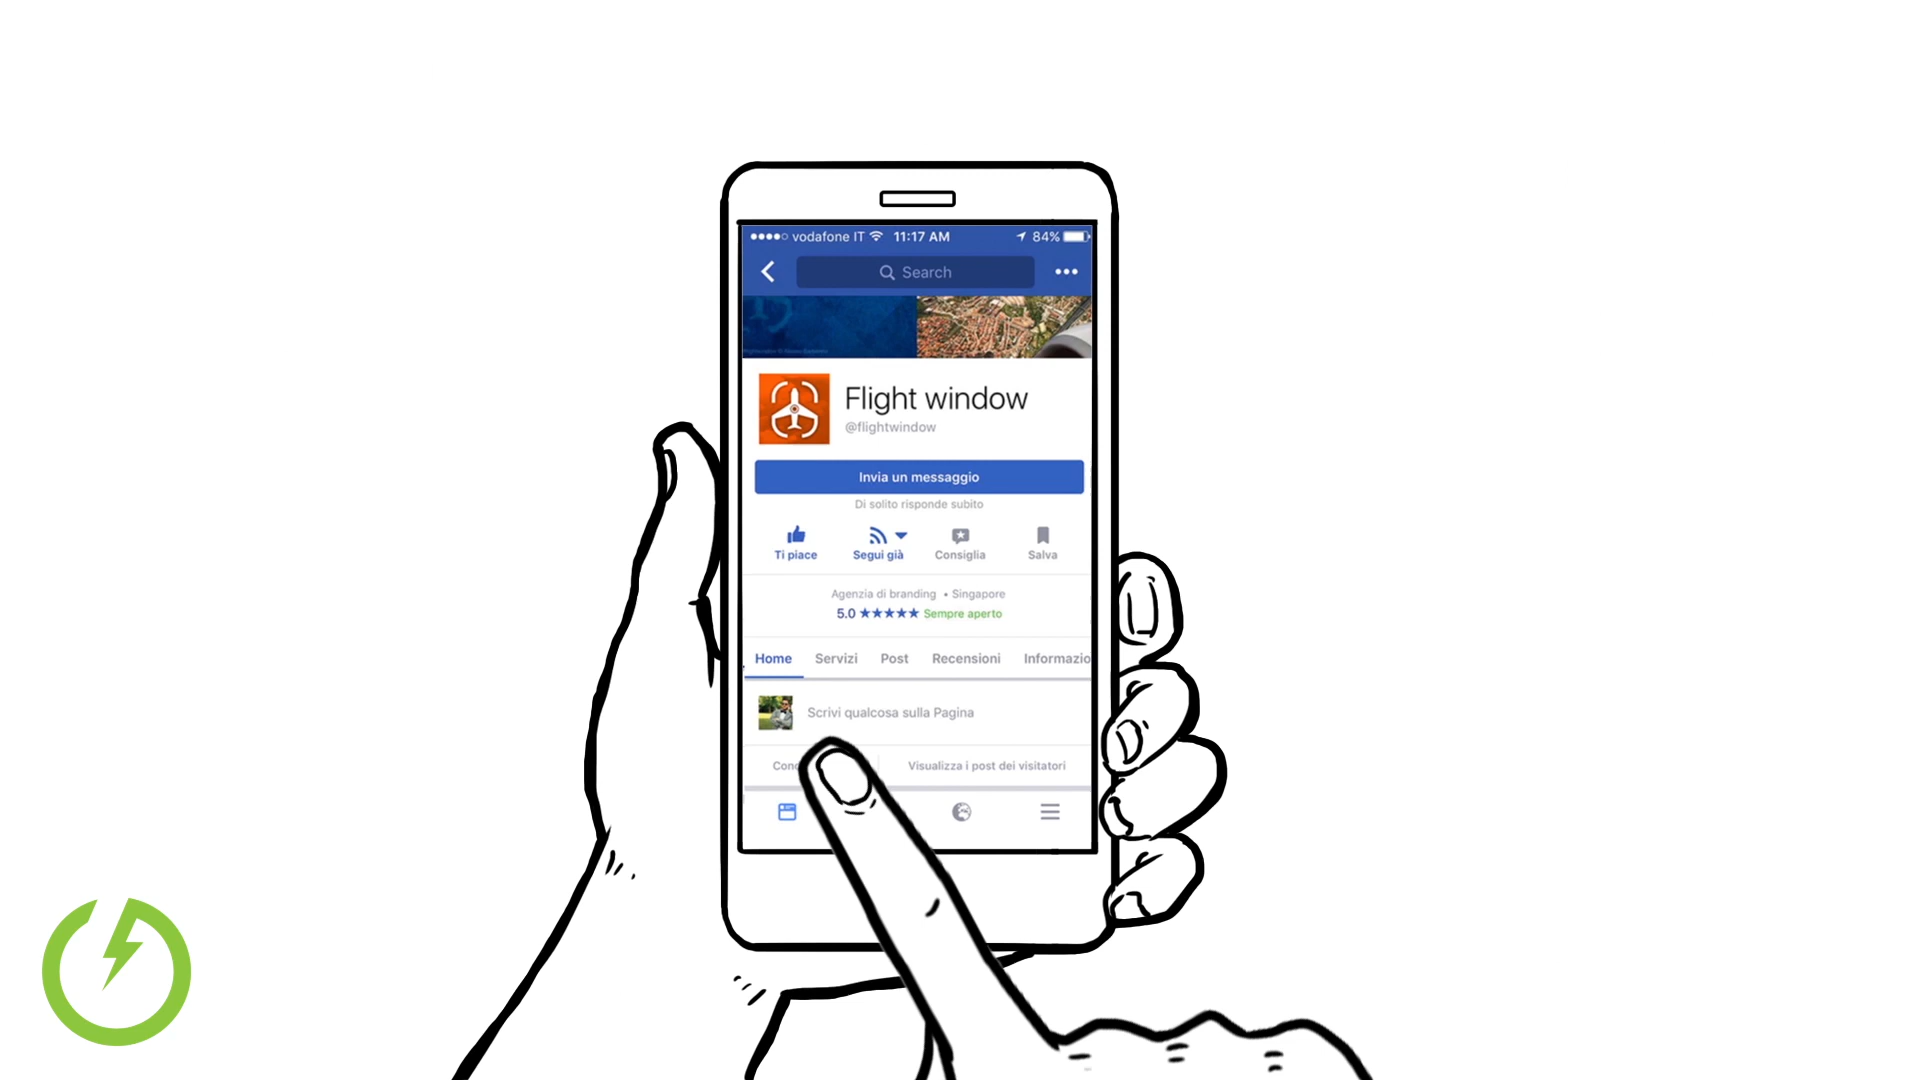 vodafone IT 11:17 AM 84%
Search
Flight window
@flightwindow
Invia un messaggio
Di solito risponde subito
Ti piace Segui già Consiglia Salva
Agenzia di branding • Singapore
5.0 ★★★★★ Sempre aperto
Home Servizi Post Recensioni Informazio
Scrivi qualcosa sulla Pagina
Visualizza i post dei visitatori